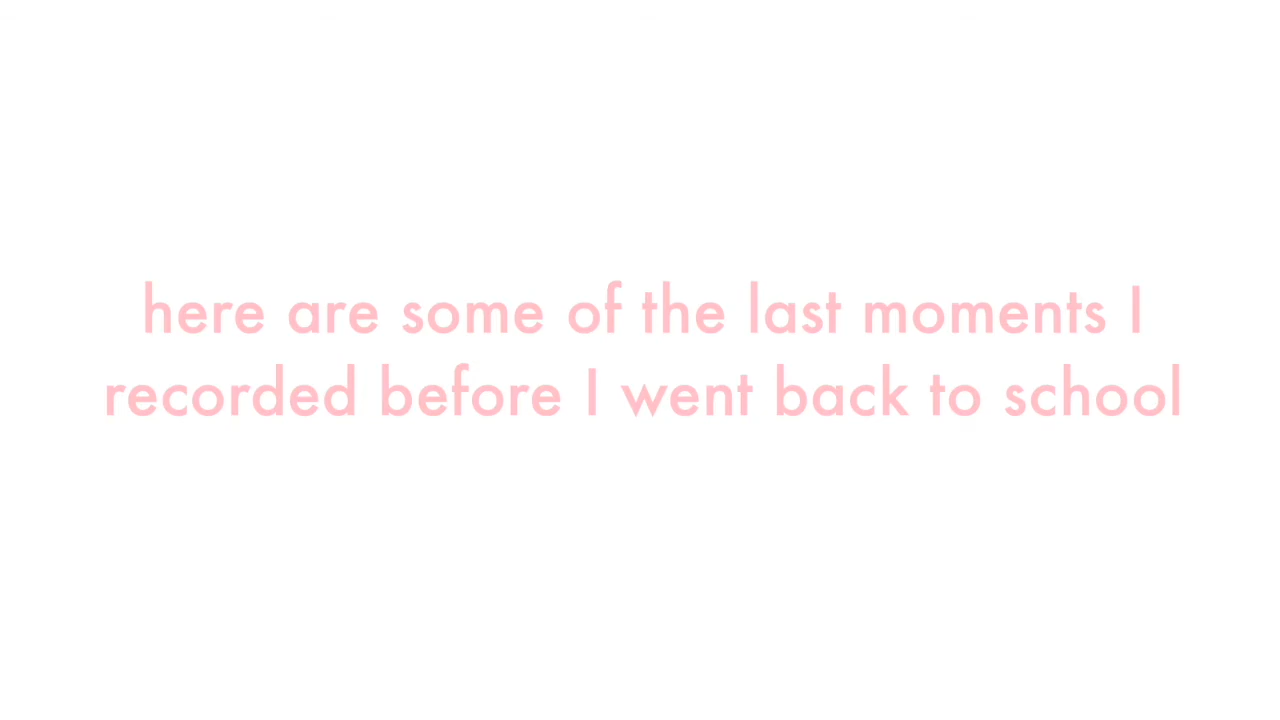 here are some of the last moments I
recorded before I went back to school